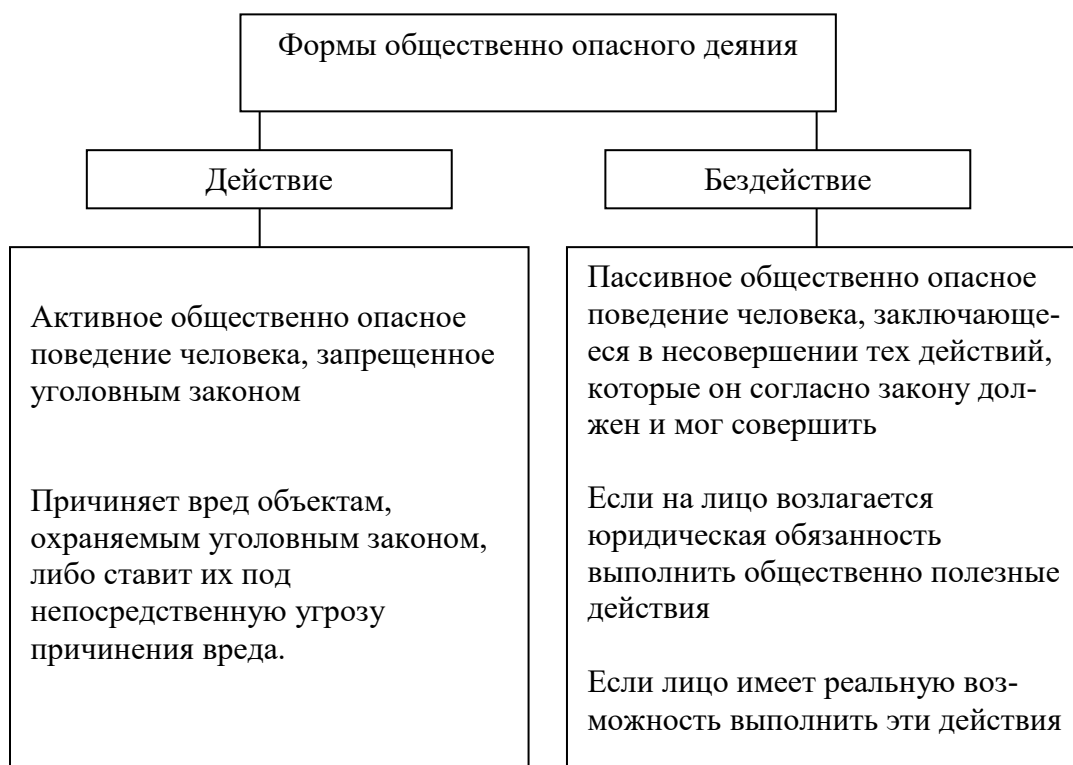 Формы общественно опасного деяния
Действие
Бездействие
Активное общественно опасное
поведение человека, запрещенное
уголовным законом
Причиняет вред объектам,
охраняемым уголовным законом,
либо ставит их под
непосредственную угрозу
причинения вреда.
Пассивное общественно опасное
поведение человека, заключающе-
еся в несовершении тех действий,
которые он согласно закону дол-
жен и мог совершить
Если на лицо возлагается
юридическая обязанность
выполнить общественно полезные
действия
Если лицо имеет реальную воз-
можность выполнить эти действия